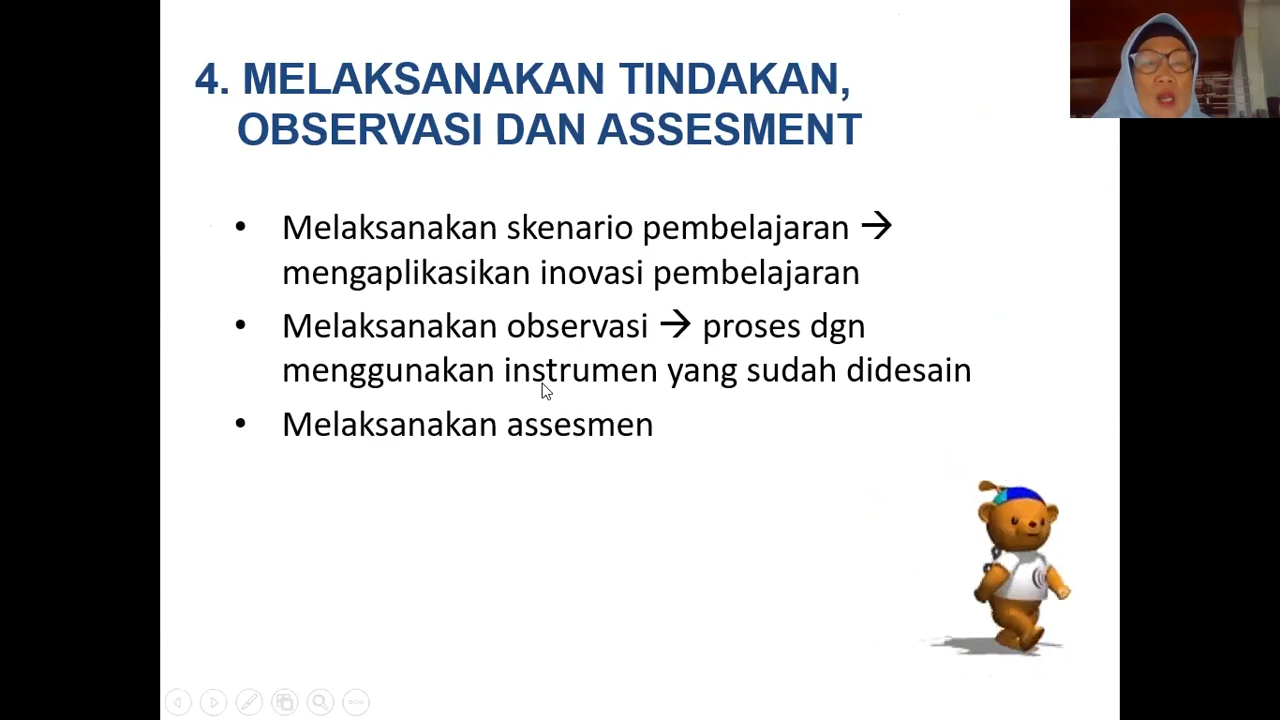 4. MELAKSANAKAN TINDAKAN,
OBSERVASI DAN ASSESMENT
• Melaksanakan skenario pembelajaran →
mengaplikasikan inovasi pembelajaran
• Melaksanakan observasi → proses dgn
menggunakan instrumen yang sudah didesain
• Melaksanakan assesmen